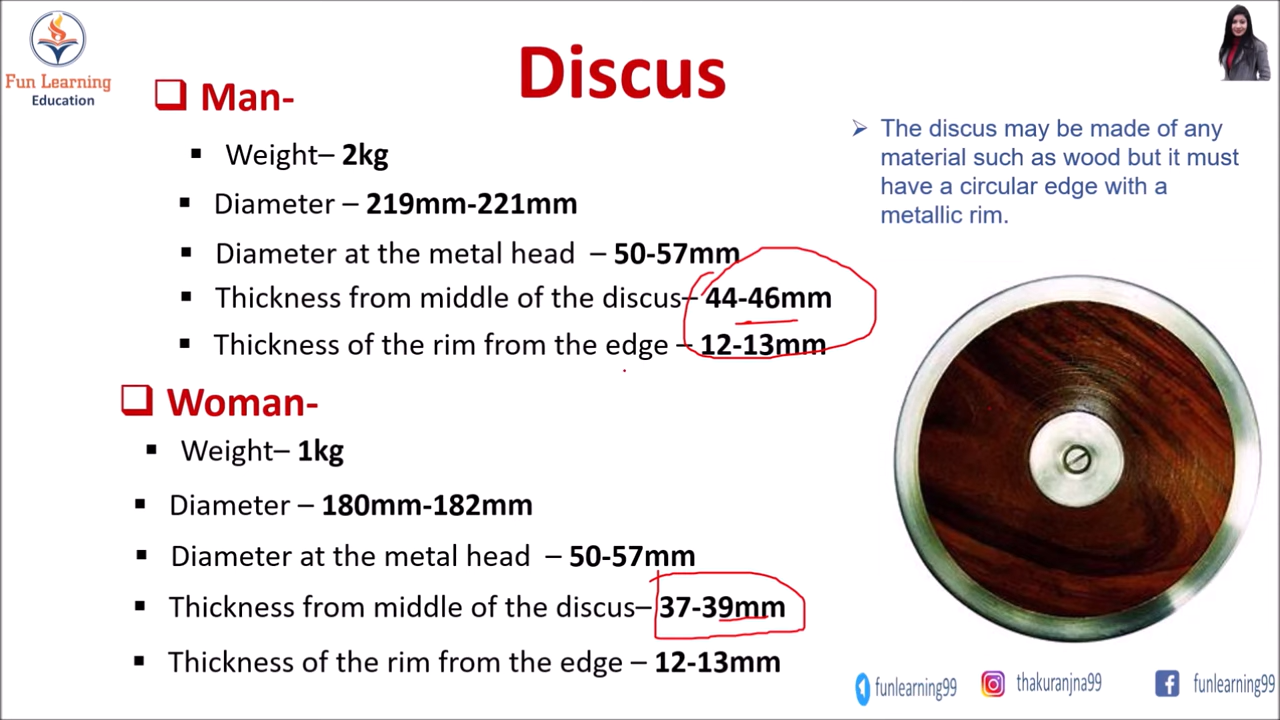 Fun Learning
Education
Discus
Man-
Weight– 2kg
Diameter – 219mm-221mm
Diameter at the metal head – 50-57mm
Thickness from middle of the discus– 44-46mm
Thickness of the rim from the edge – 12-13mm
Woman-
Weight– 1kg
Diameter – 180mm-182mm
Diameter at the metal head – 50-57mm
Thickness from middle of the discus– 37-39mm
Thickness of the rim from the edge – 12-13mm
The discus may be made of any
material such as wood but it must
have a circular edge with a
metallic rim.
funlearning99
thakuranjna99
funlearning99